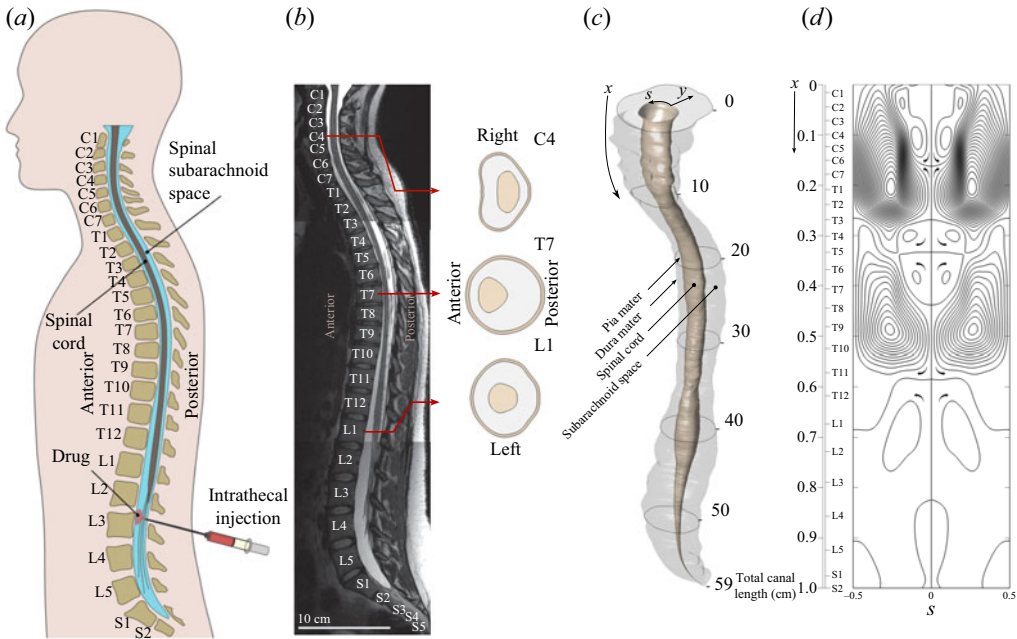 (a)
C1
C2
C3
C4
C5
C6
C7
T1
T2
T3
T4
T5
T6
T7
T8
T9
T10
T11
T12
L1
L2
L3
L4
L5
S1
S2
Spinal
subarachnoid
space
Spinal
cord
Anterior
Posterior
Drug
Intrathecal
injection
(b)
C1
C2
C3
C4
C5
C6
C7
T1
T2
T3
T4
T5
T6
T7
T8
T9
T10
T11
T12
L1
L2
L3
L4
L5
S1
S2
S3
S4
S5
Anterior
Posterior
10 cm
Right
C4
T7
Anterior
Posterior
L1
Left
(c)
x
s
y
0
10
20
30
40
50
59
Total canal
length (cm)
Pia mater
Dura mater
Spinal cord
Subarachnoid space
(d)
x
0
0.1
0.2
0.3
0.4
0.5
0.6
0.7
0.8
0.9
1.0
C1
C2
C3
C4
C5
C6
C7
T1
T2
T3
T4
T5
T6
T7
T8
T9
T10
T11
T12
L1
L2
L3
L4
L5
S1
S2
−0.5
0
0.5
s